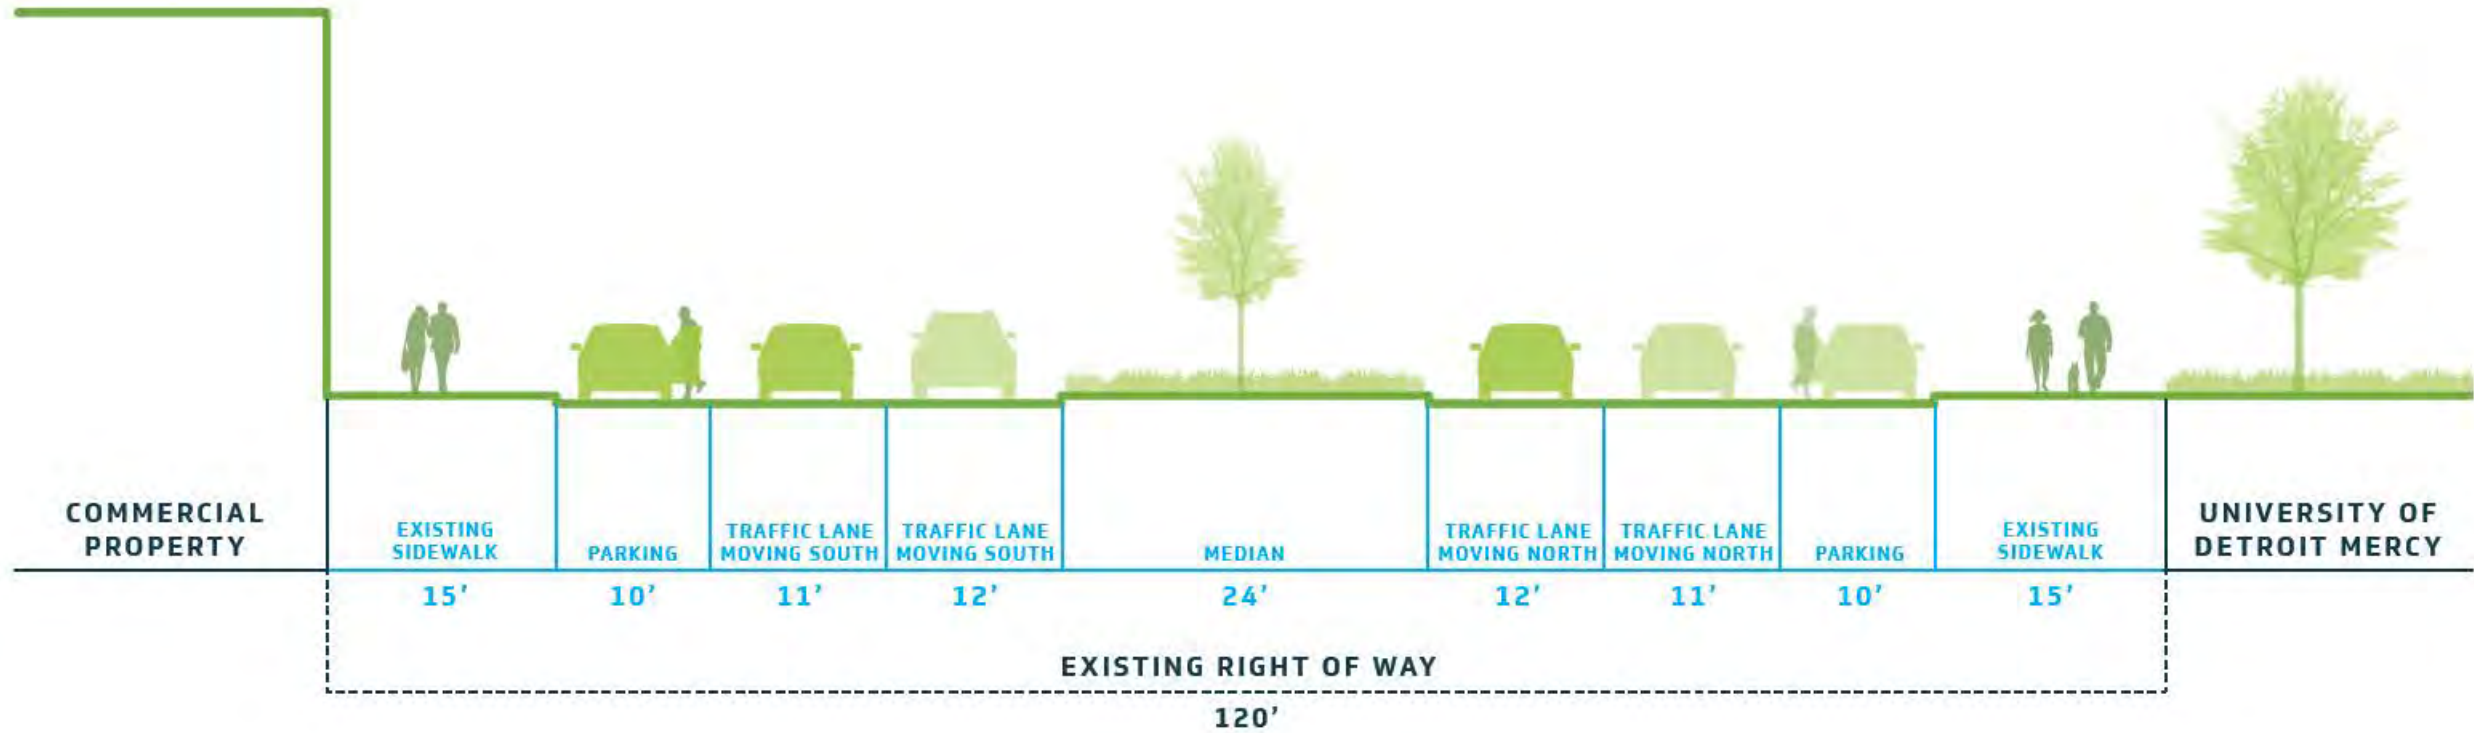 COMMERCIAL
PROPERTY
EXISTING
SIDEWALK
PARKING
TRAFFIC LANE
MOVING SOUTH
TRAFFIC LANE
MOVING SOUTH
MEDIAN
TRAFFIC LANE
MOVING NORTH
TRAFFIC LANE
MOVING NORTH
PARKING
EXISTING
SIDEWALK
UNIVERSITY OF
DETROIT MERCY
15’
10’
11’
12’
24’
12’
11’
10’
15’
EXISTING RIGHT OF WAY
120’